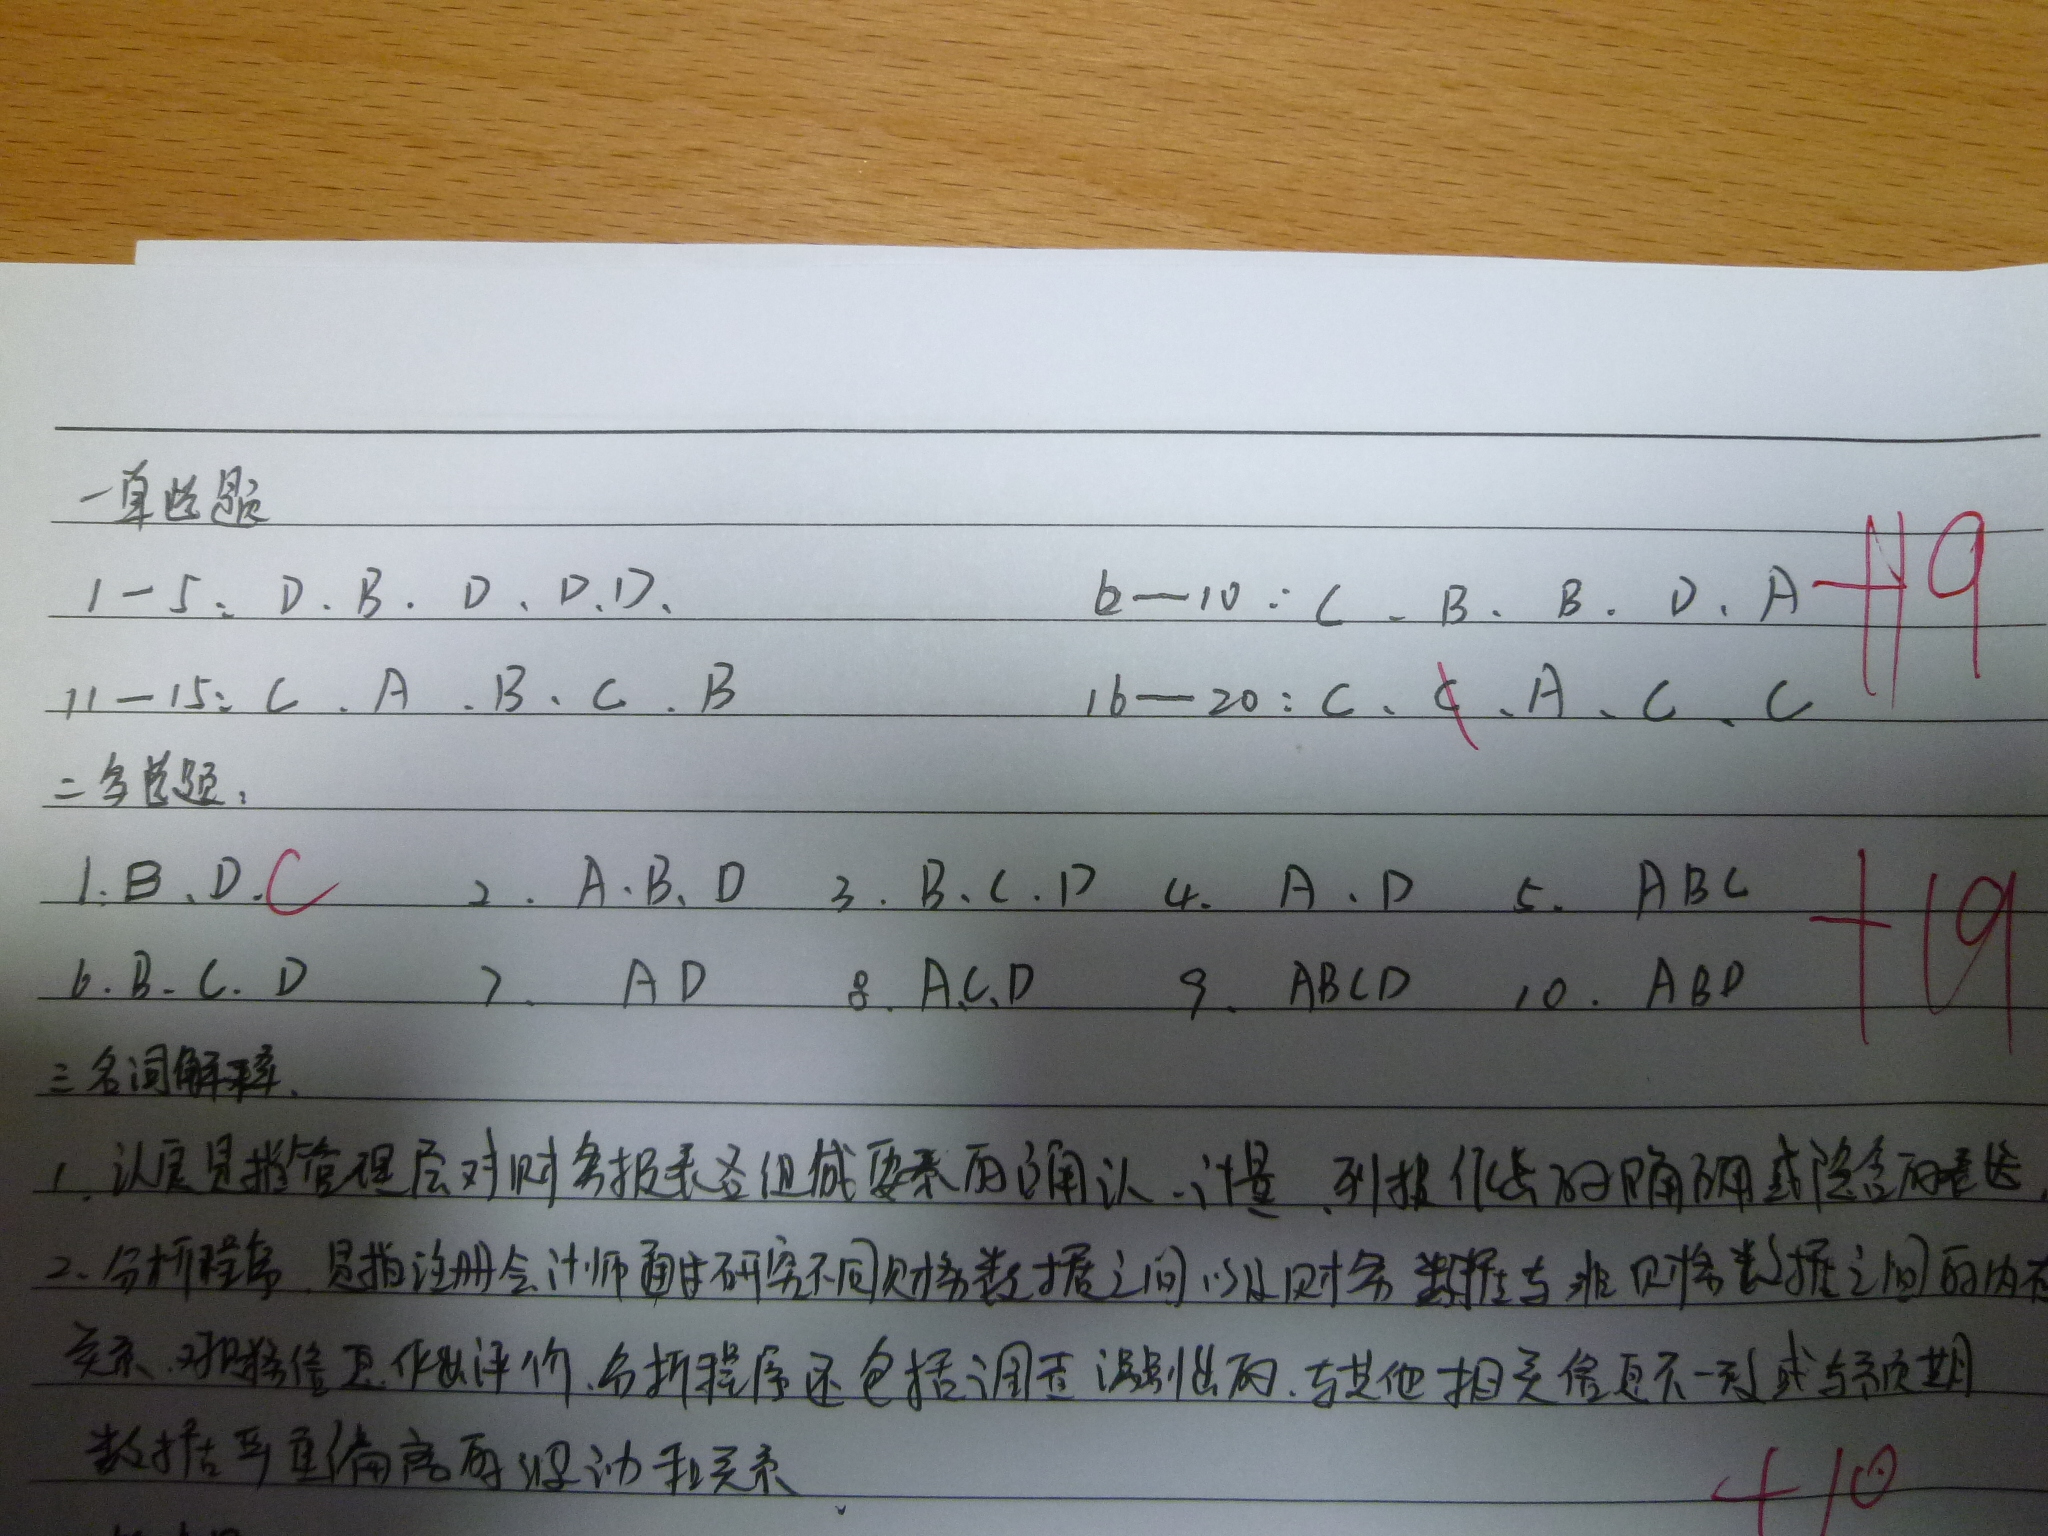 一单选题
1—5: D. B. D. D. D. 6—10: C. B. B. D. A +19
11—15: C. A. B. C. B 16—20: C. C. A. C. C
二多选题:
1. B. D. C 2. A. B. D 3. B. C. D 4. A. D 5. ABC +19
6. B. C. D 7. AD 8. A.C.D 9. ABCD 10. ABD
三名词解释.
1. 认定是指管理层对财务报表各组成要素的确认、计量、列报作出的明确或隐含的表达.
2. 分析程序 是指注册会计师通过研究不同财务数据之间以及财务数据与非财务数据之间的内在
关系.对财务信息作出评价.分析程序还包括调查识别出的、与其他相关信息不一致或与预期
数据严重偏离的波动和关系
+10